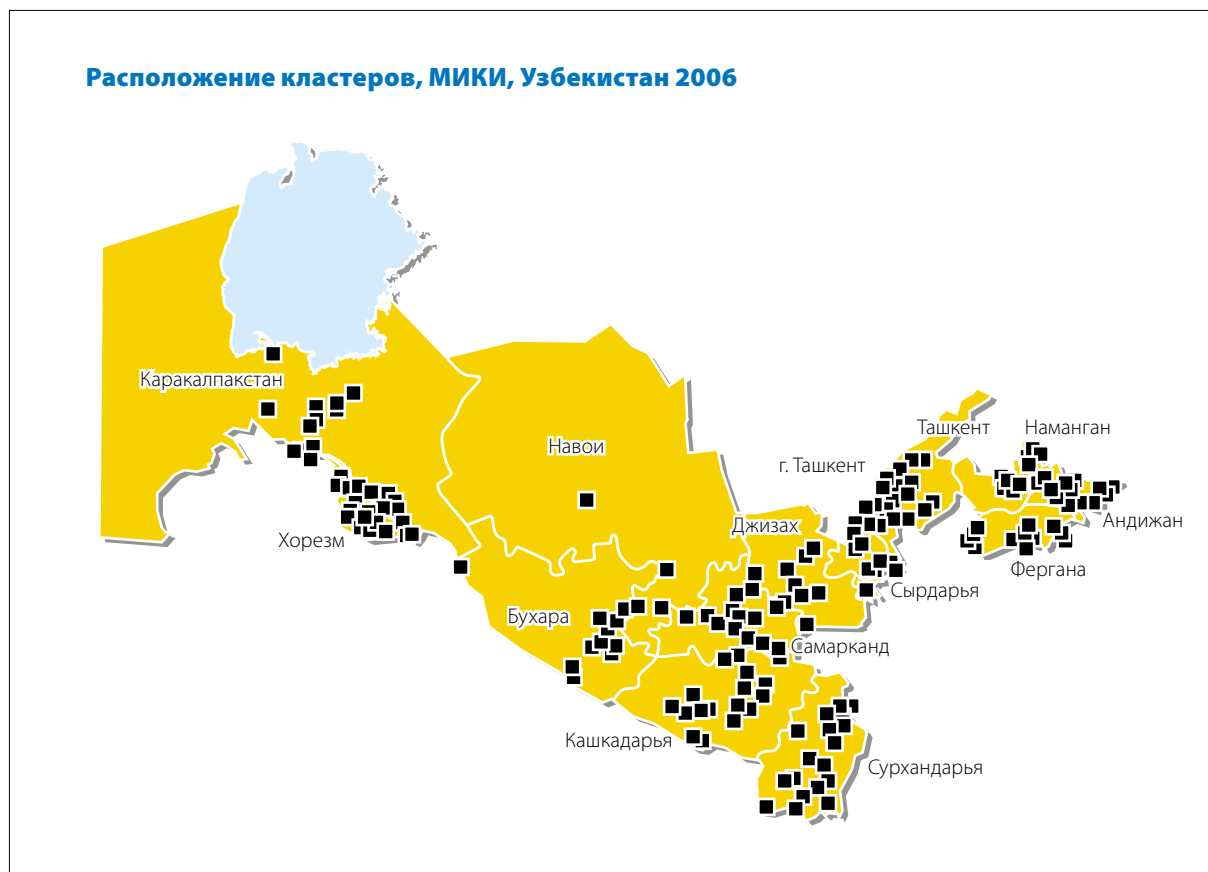 Расположение кластеров, МИКИ, Узбекистан 2006
Каракалпакстан
Навои
Ташкент
Наманган
г. Ташкент
Джизах
Андижан
Хорезм
Фергана
Сырдарья
Бухара
Самарканд
Кашкадарья
Сурхандарья